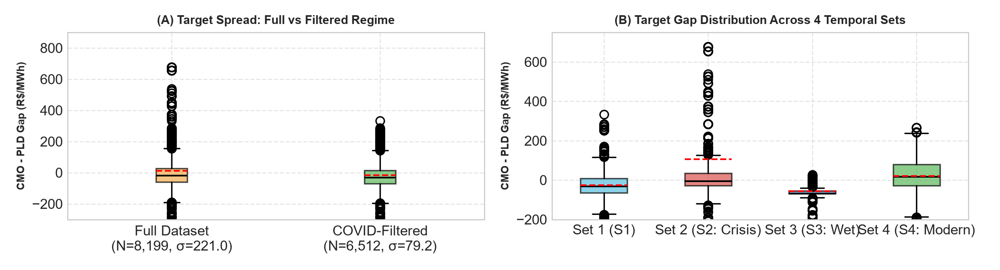 (A) Target Spread: Full vs Filtered Regime
CMO - PLD Gap (R$/MWh)
800
600
400
200
0
−200
Full Dataset
(N=8,199, σ=221.0)
COVID-Filtered
(N=6,512, σ=79.2)
(B) Target Gap Distribution Across 4 Temporal Sets
CMO - PLD Gap (R$/MWh)
600
400
200
0
−200
Set 1 (S1)
Set 2 (S2: Crisis)
Set 3 (S3: Wet)
Set 4 (S4: Modern)